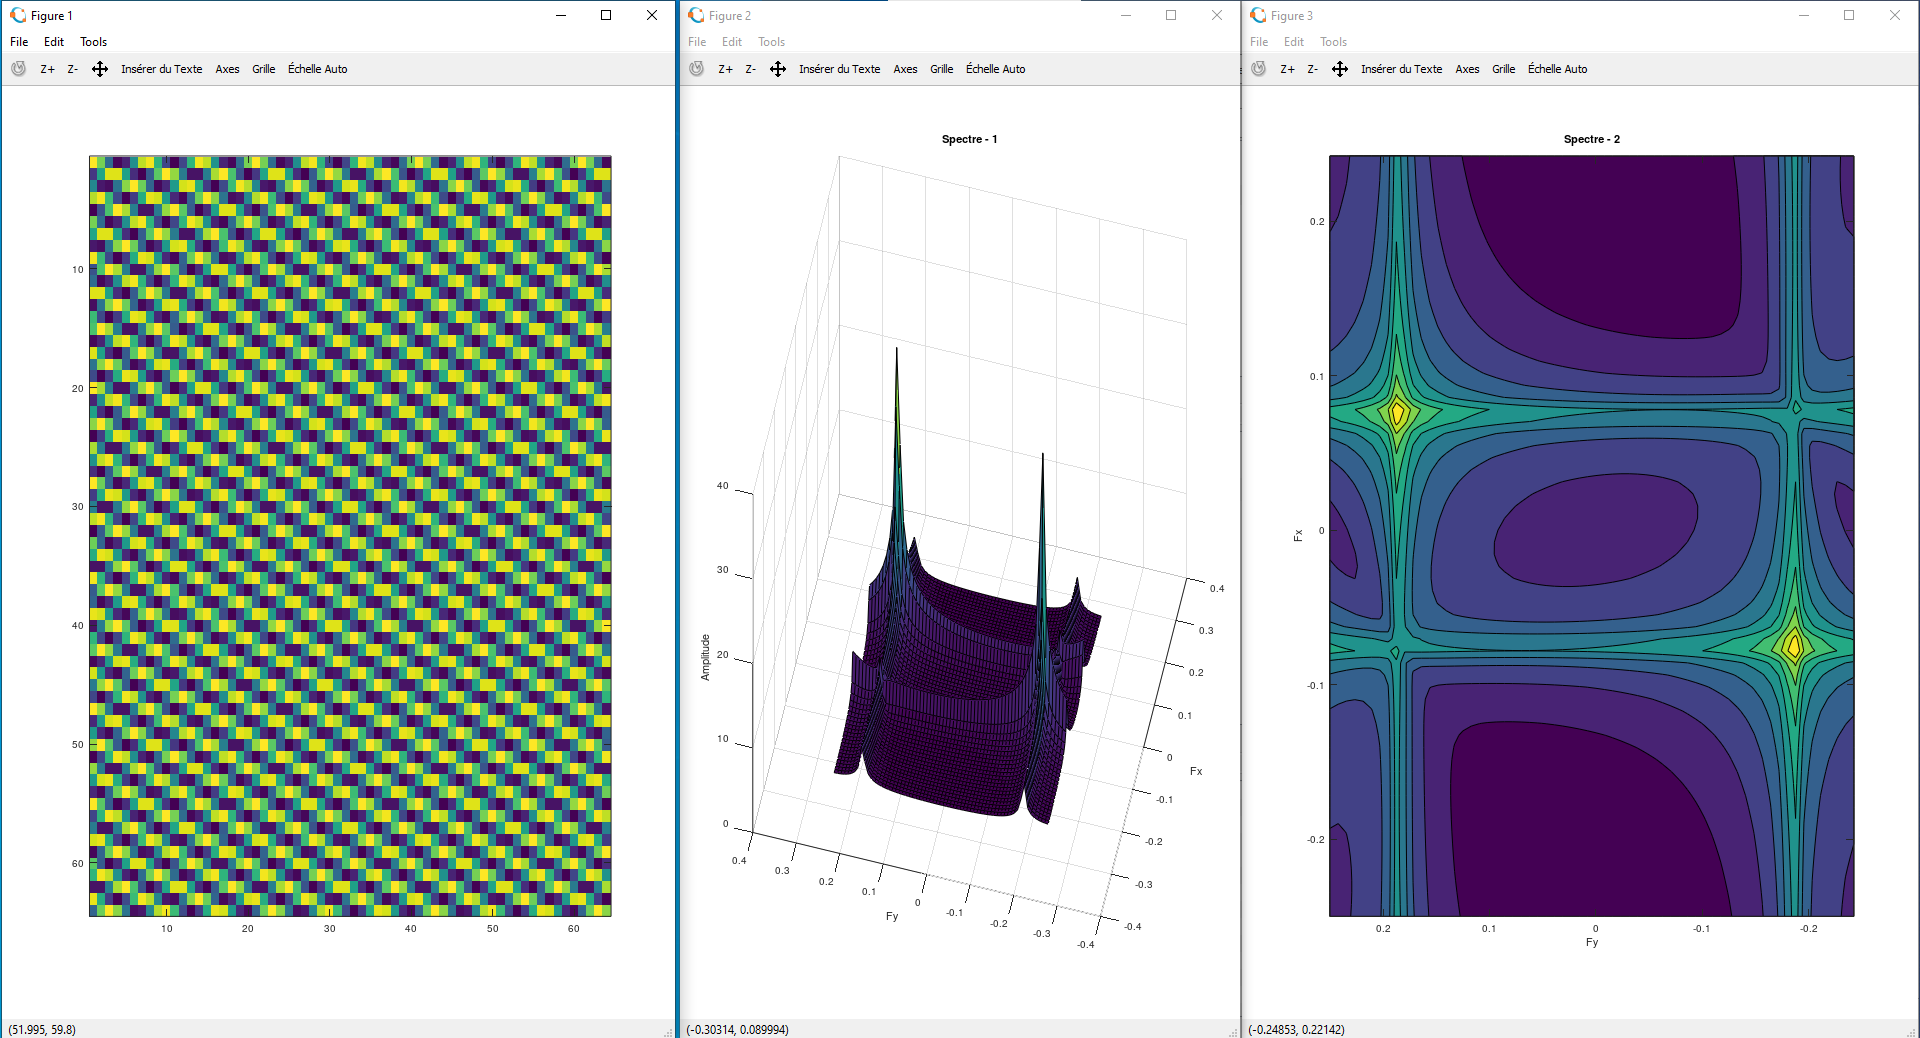 Figure 1
File Edit Tools
Z+ Z- Insérer du Texte Axes Grille Échelle Auto
10
20
30
40
50
60
10 20 30 40 50 60
(51.995, 59.8)
Figure 2
File Edit Tools
Z+ Z- Insérer du Texte Axes Grille Échelle Auto
Spectre - 1
Amplitude
40
30
20
10
0
0.4 0.3 0.2 0.1 0 -0.1 -0.2 -0.3 -0.4
Fy
0.4
0.3
0.2
0.1
0
-0.1
-0.2
-0.3
-0.4
Fx
(-0.30314, 0.089994)
Figure 3
File Edit Tools
Z+ Z- Insérer du Texte Axes Grille Échelle Auto
Spectre - 2
Fx
0.2
0.1
0
-0.1
-0.2
0.2 0.1 0 -0.1 -0.2
Fy
(-0.24853, 0.22142)